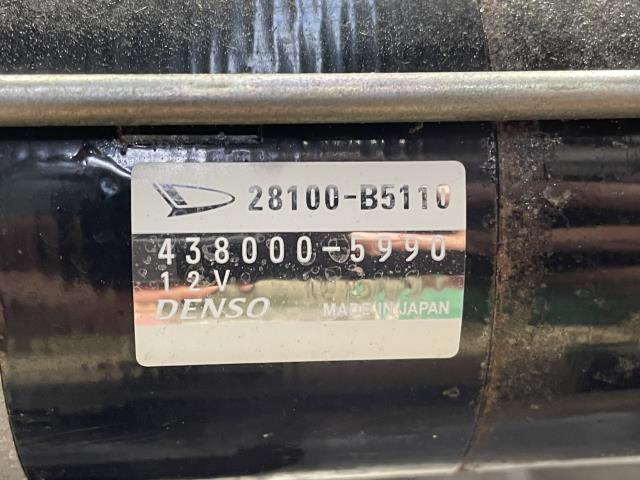 28100-B5110
438000-5990
12V
DENSO MADE IN JAPAN